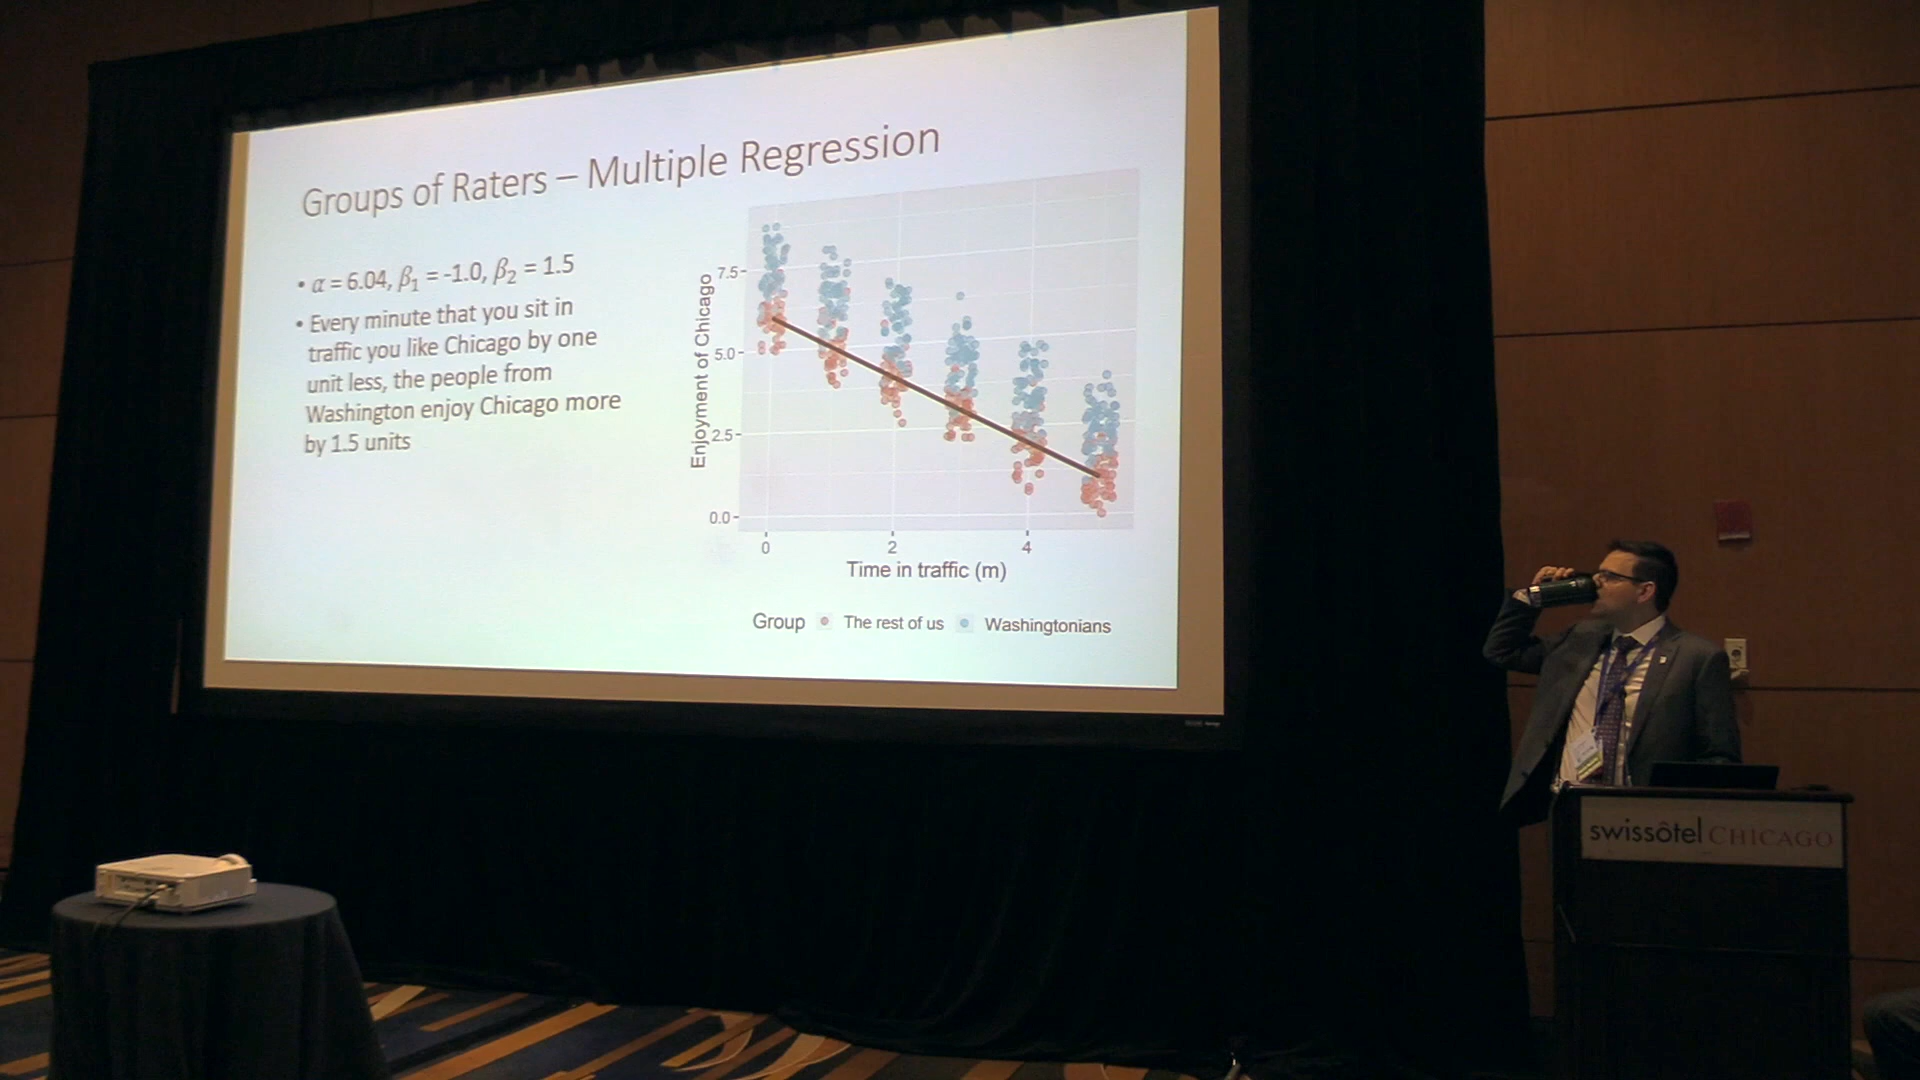 Groups of Raters – Multiple Regression
• α = 6.04, β₁ = -1.0, β₂ = 1.5
• Every minute that you sit in
traffic you like Chicago by one
unit less, the people from
Washington enjoy Chicago more
by 1.5 units
Enjoyment of Chicago
7.5
5.0
2.5
0.0
0 2 4
Time in traffic (m)
Group The rest of us Washingtonians
swissôtel CHICAGO